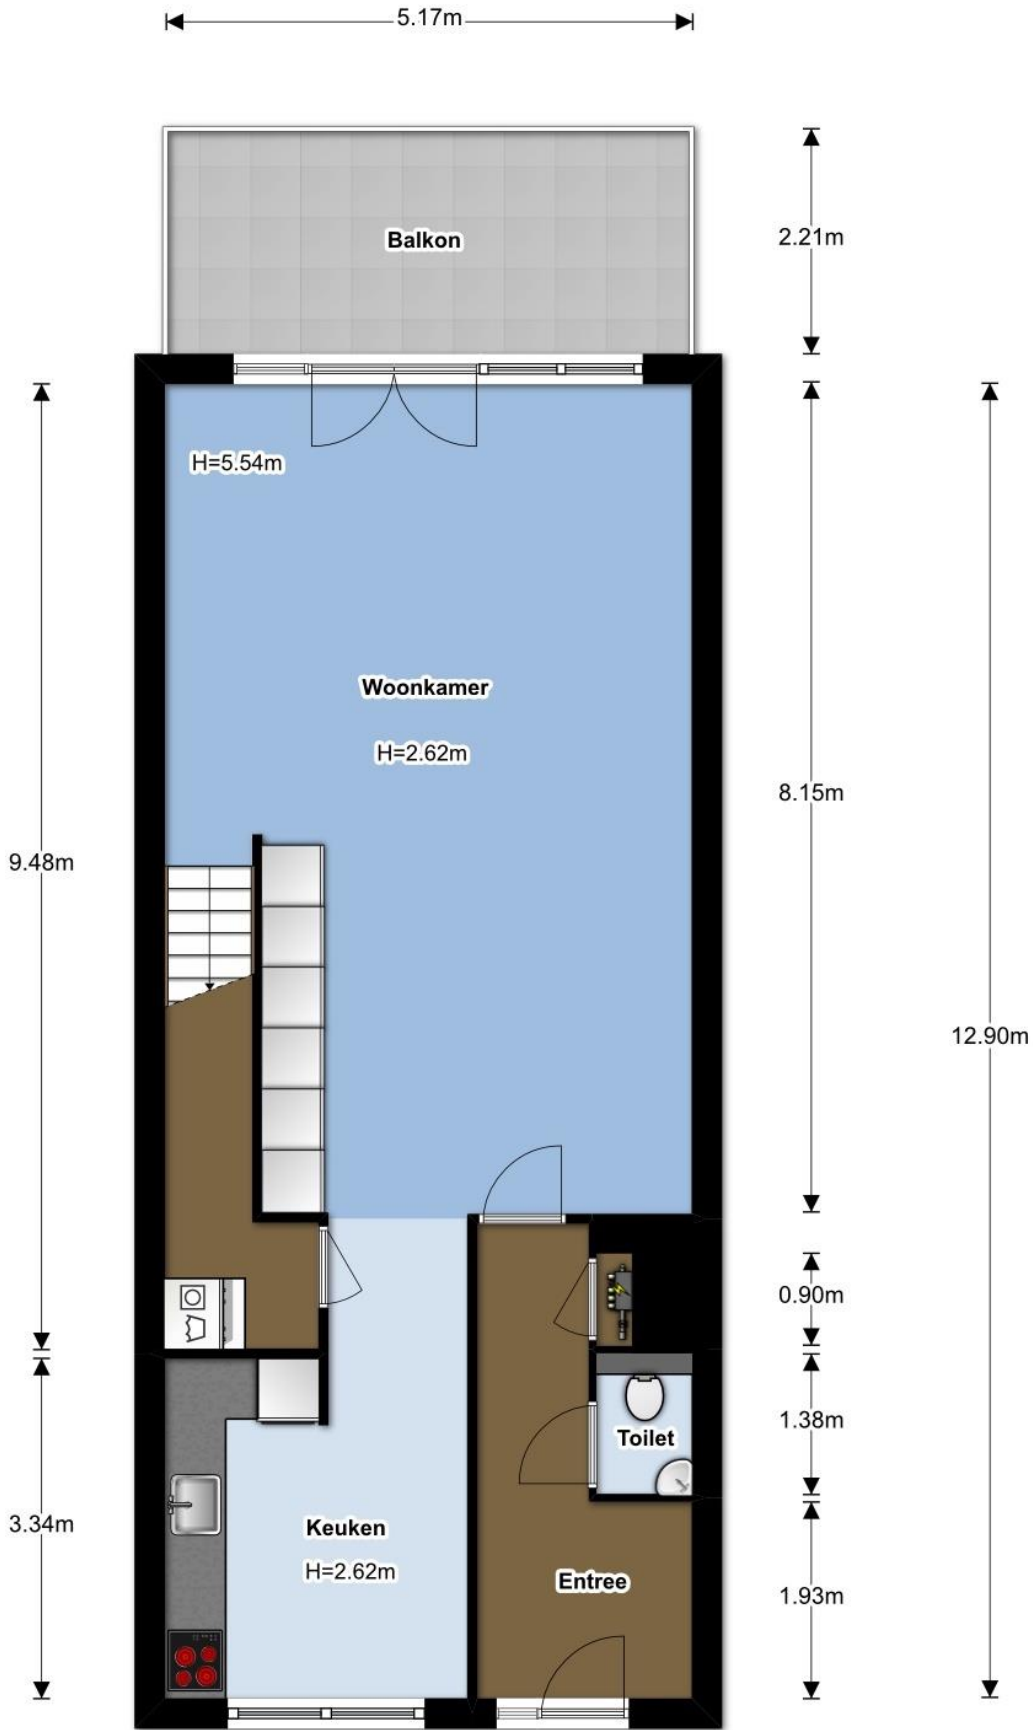 5.17m
Balkon
2.21m
H=5.54m
Woonkamer
H=2.62m
8.15m
9.48m
12.90m
0.90m
1.38m
Toilet
3.34m
Keuken
H=2.62m
Entree
1.93m